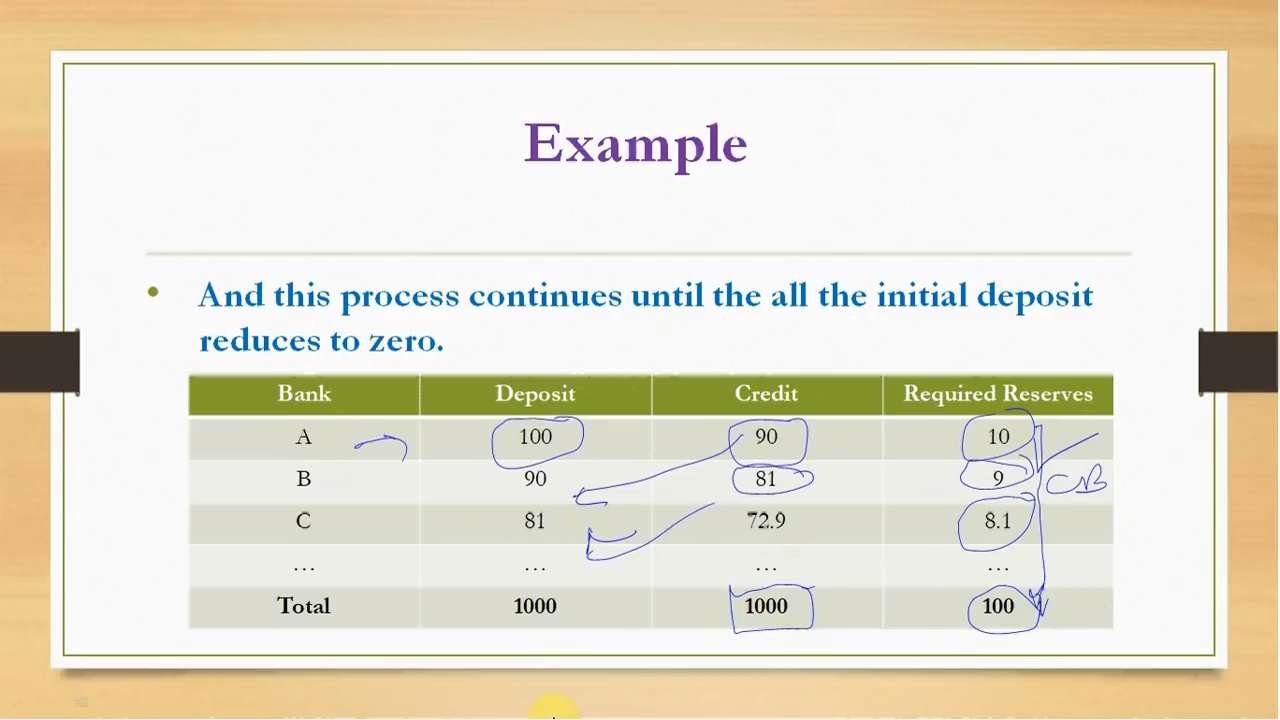 Example
• And this process continues until the all the initial deposit
reduces to zero.
Bank Deposit Credit Required Reserves
A 100 90 10
B 90 81 9
CB
C 81 72.9 8.1
... ... ... ...
Total 1000 1000 100